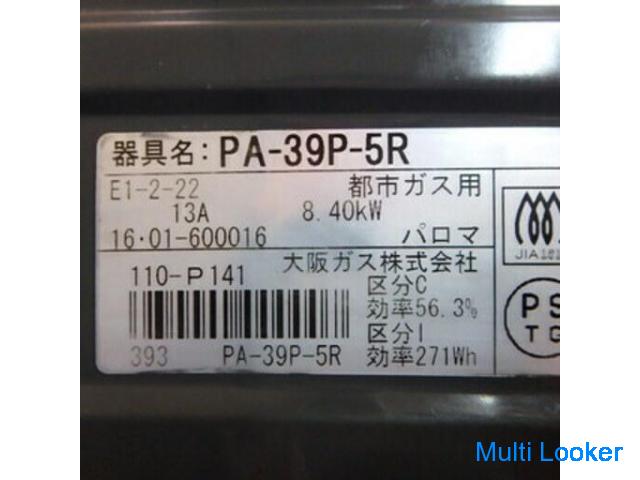 器具名：PA-39P-5R
E1-2-22 都市ガス用
13A 8.40kW
16・01-600016 パロマ
110-P141 大阪ガス株式会社
区分C
効率56.3%
区分I
393 PA-39P-5R 効率271Wh
PS
TG
Multi Looker